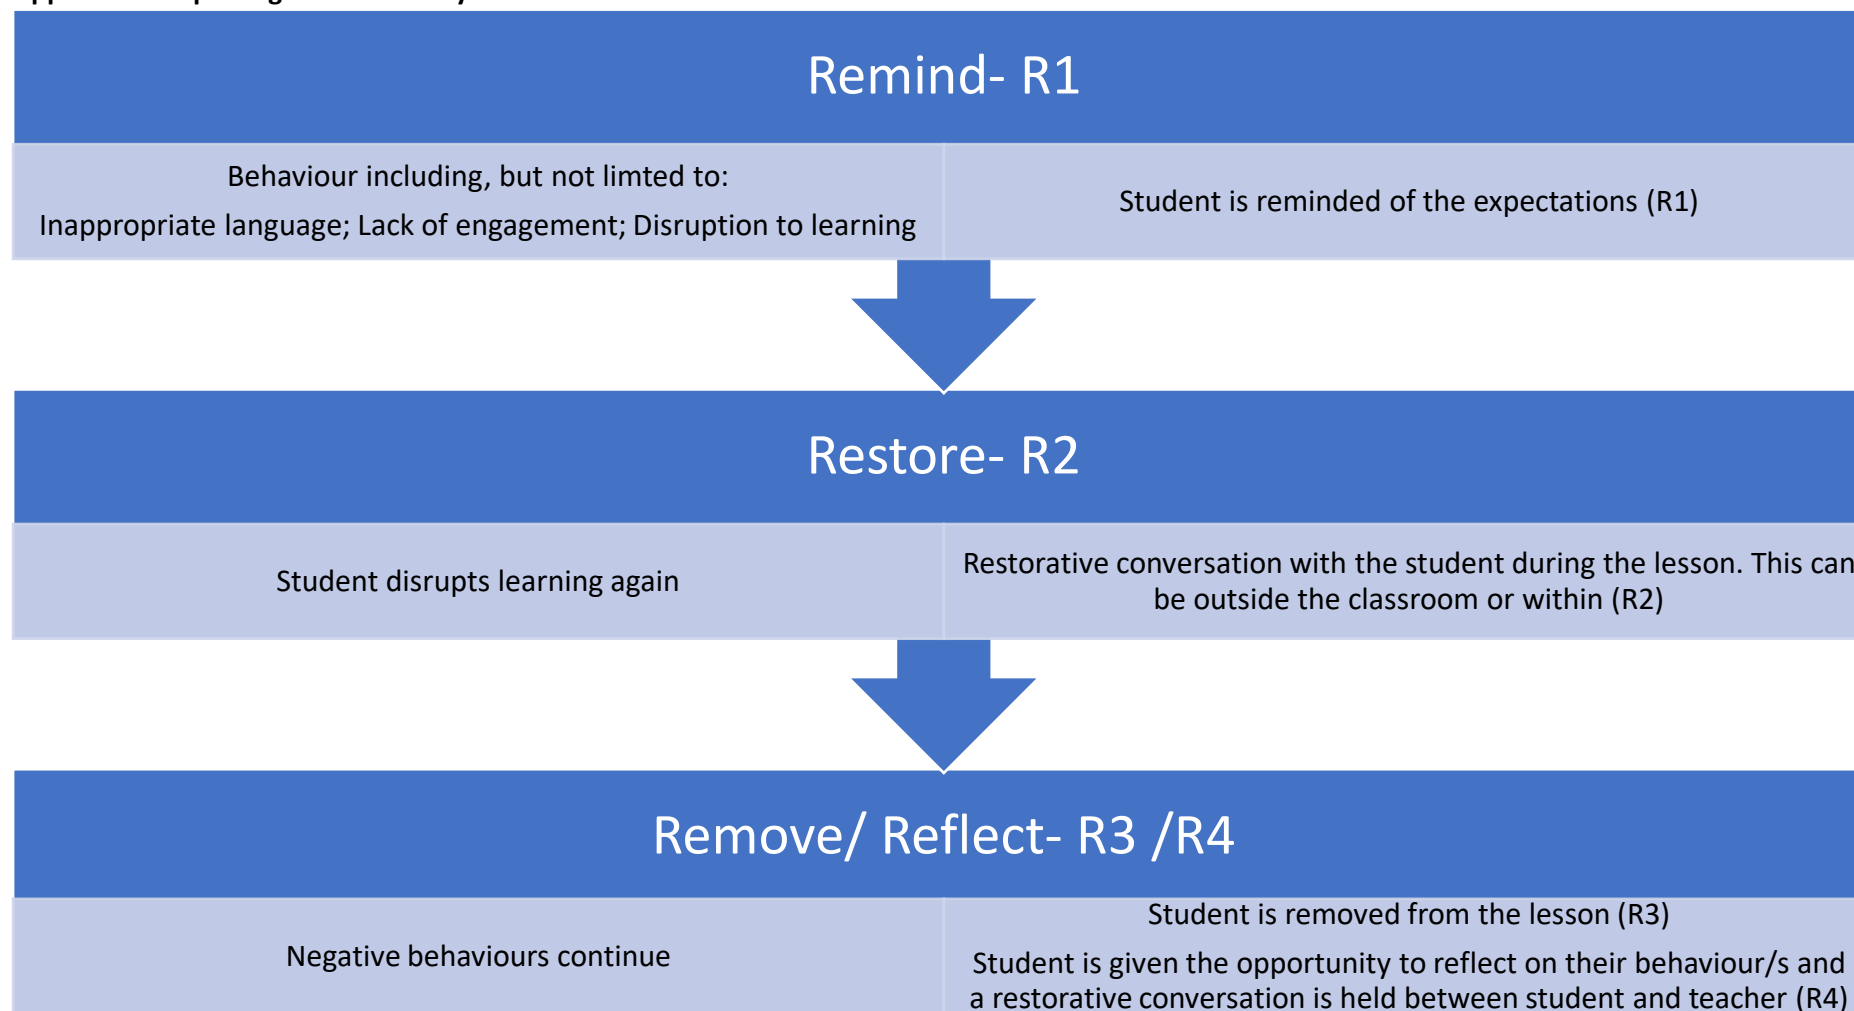 Remind- R1
Behaviour including, but not limted to:
Inappropriate language; Lack of engagement; Disruption to learning
Student is reminded of the expectations (R1)
Restore- R2
Student disrupts learning again
Restorative conversation with the student during the lesson. This can
be outside the classroom or within (R2)
Remove/ Reflect- R3 /R4
Negative behaviours continue
Student is removed from the lesson (R3)
Student is given the opportunity to reflect on their behaviour/s and
a restorative conversation is held between student and teacher (R4)